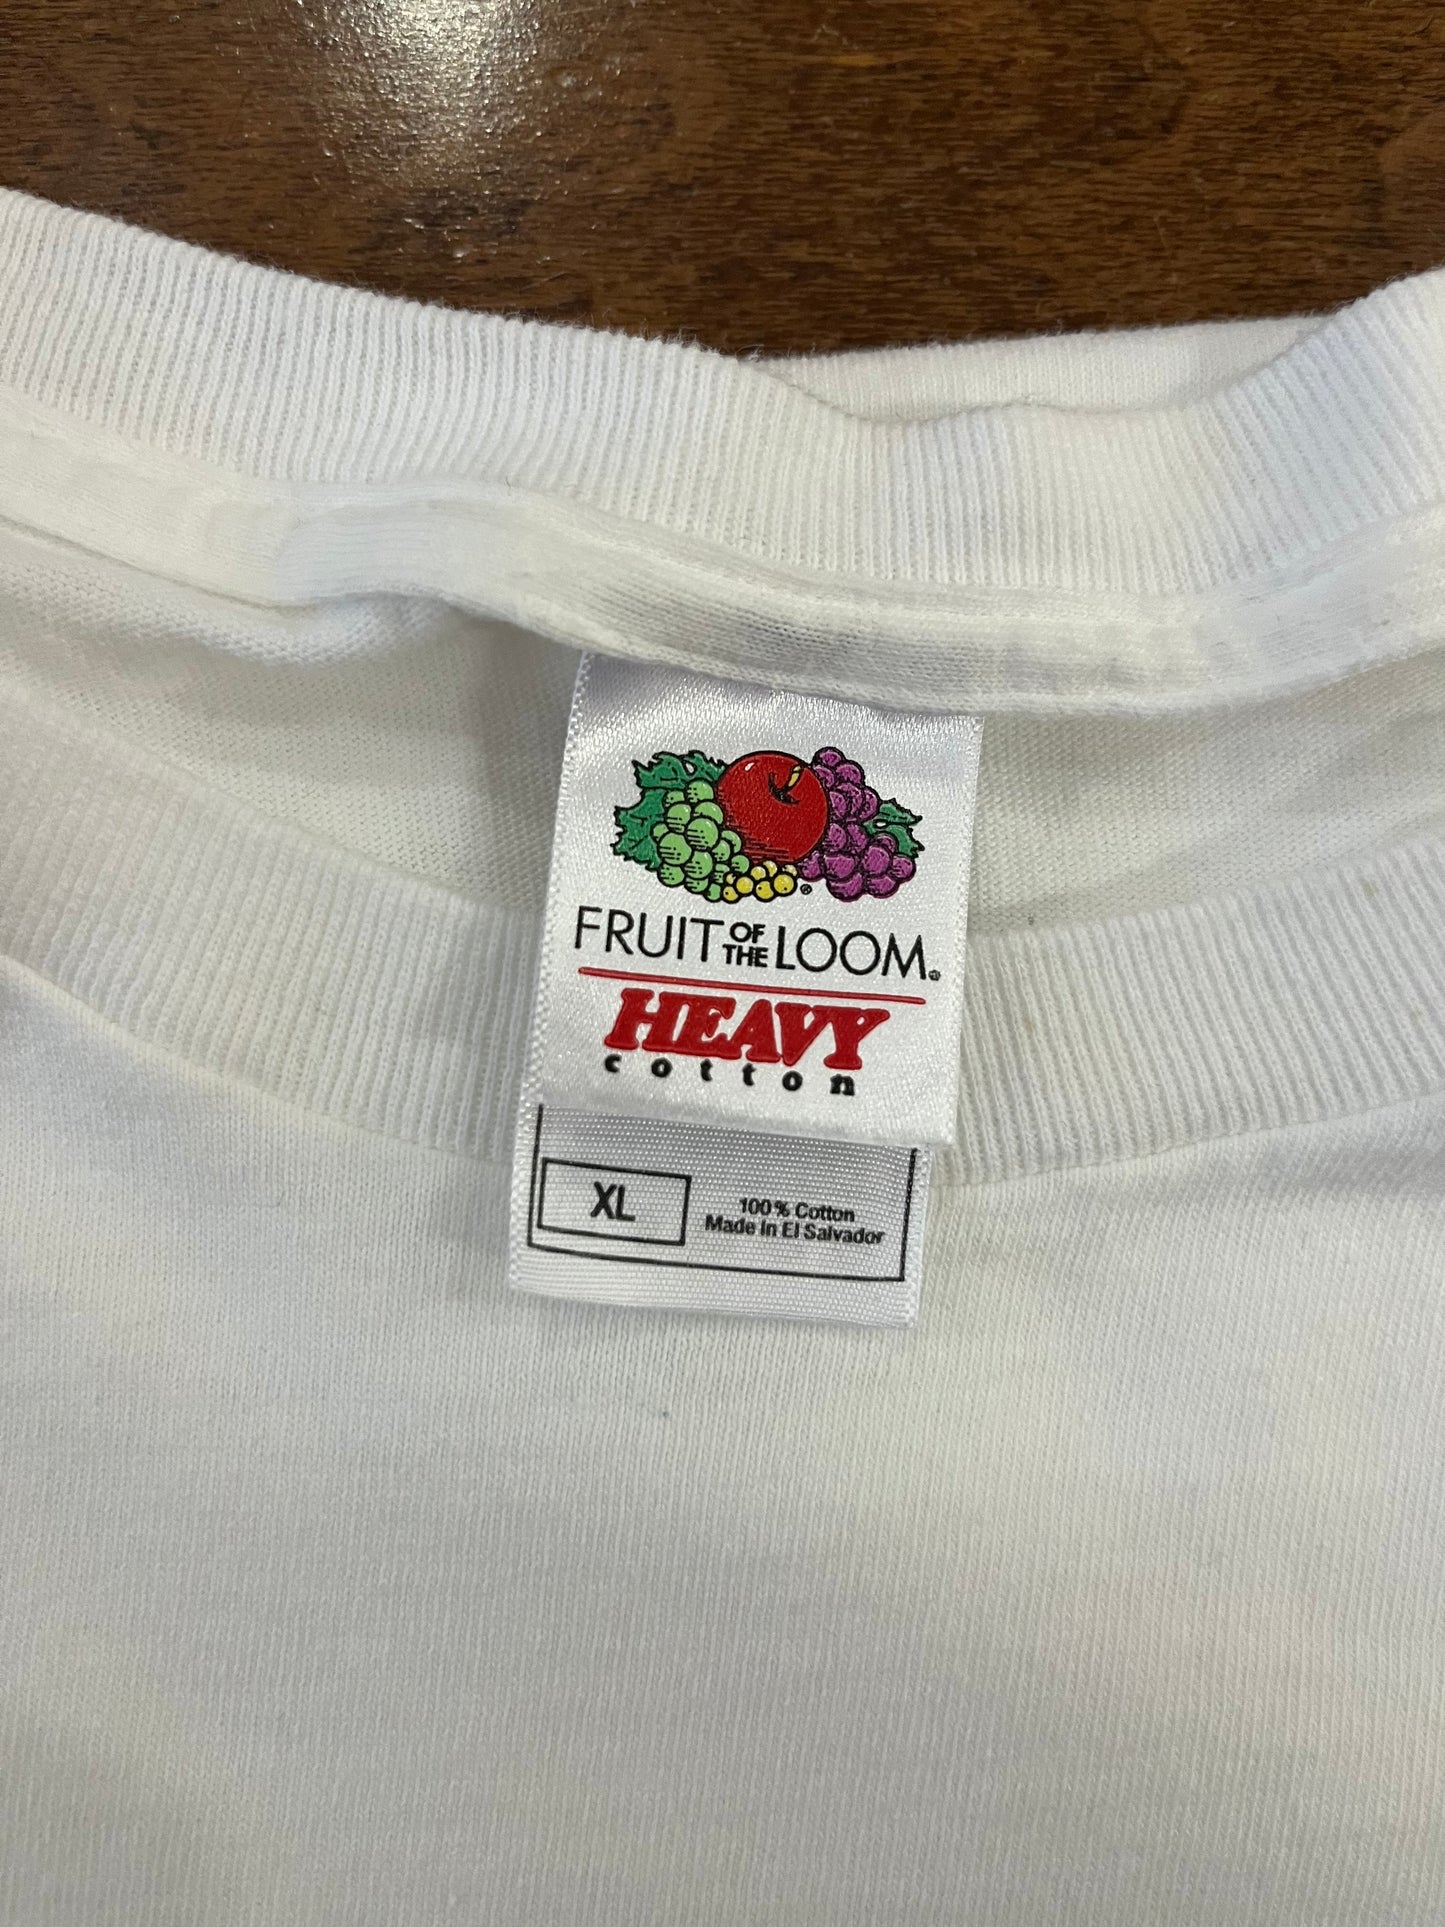 FRUIT OF THE LOOM®
HEAVY
cotton
XL
100% Cotton
Made in El Salvador